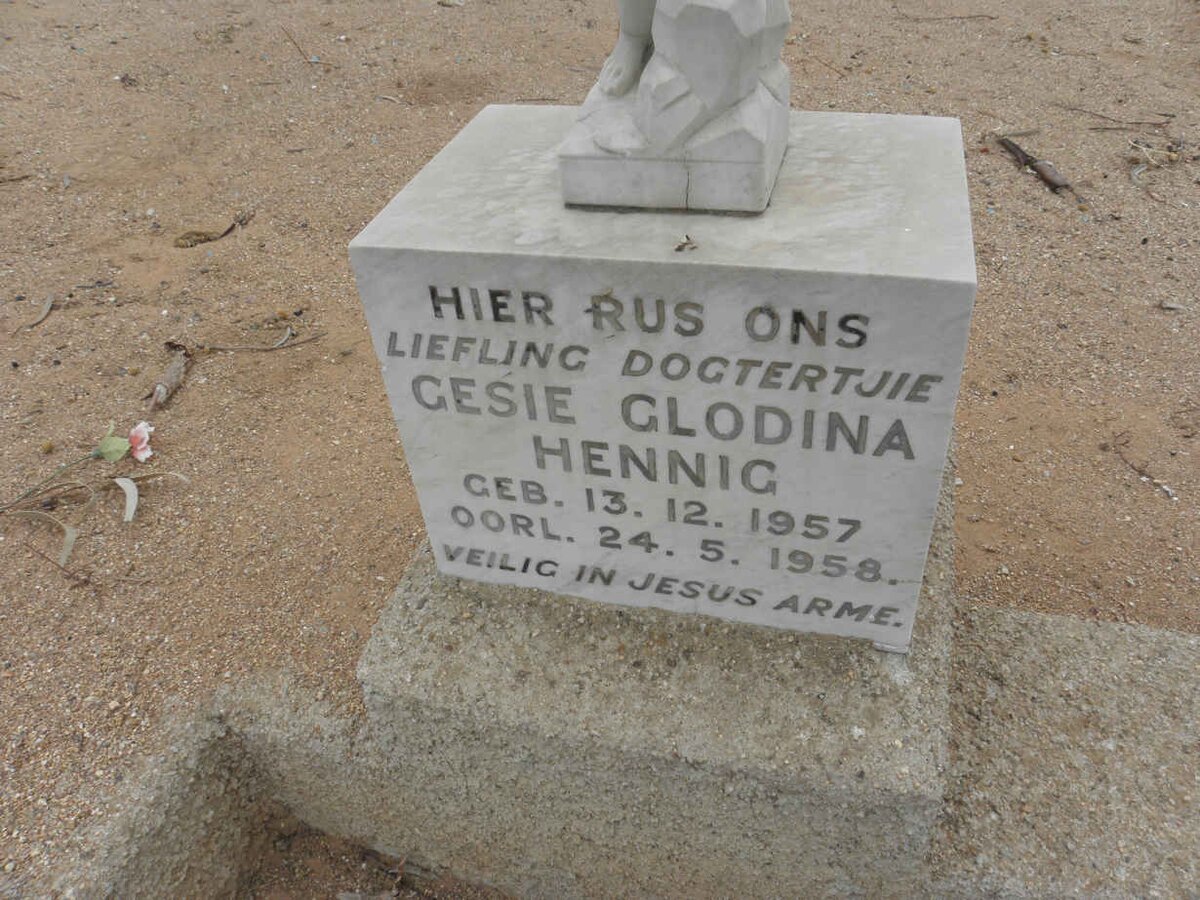 HIER RUS ONS
LIEFLING DOGTERTJIE
GESIE GLODINA
HENNIG
GEB. 13. 12. 1957
OORL. 24. 5. 1958.
VEILIG IN JESUS ARME.